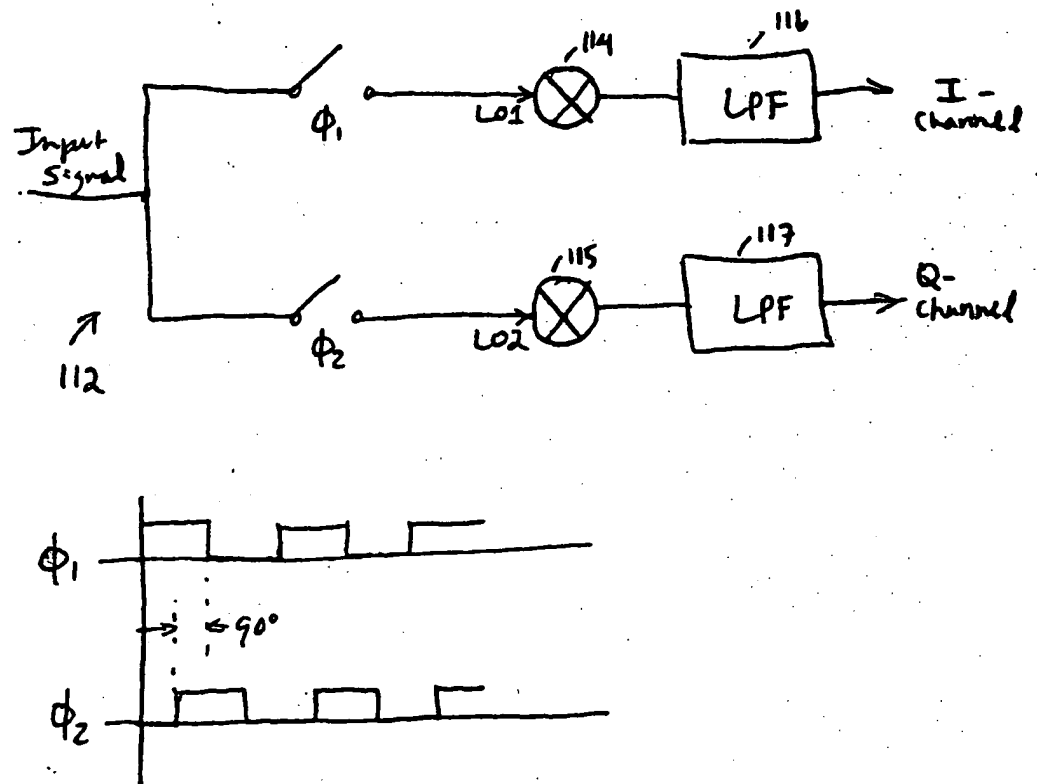 116
114
LPF
I-
Channel
LO1
ϕ₁
Input
Signal
117
115
LPF
Q-
Channel
LO2
ϕ₂
112
ϕ₁
90°
ϕ₂